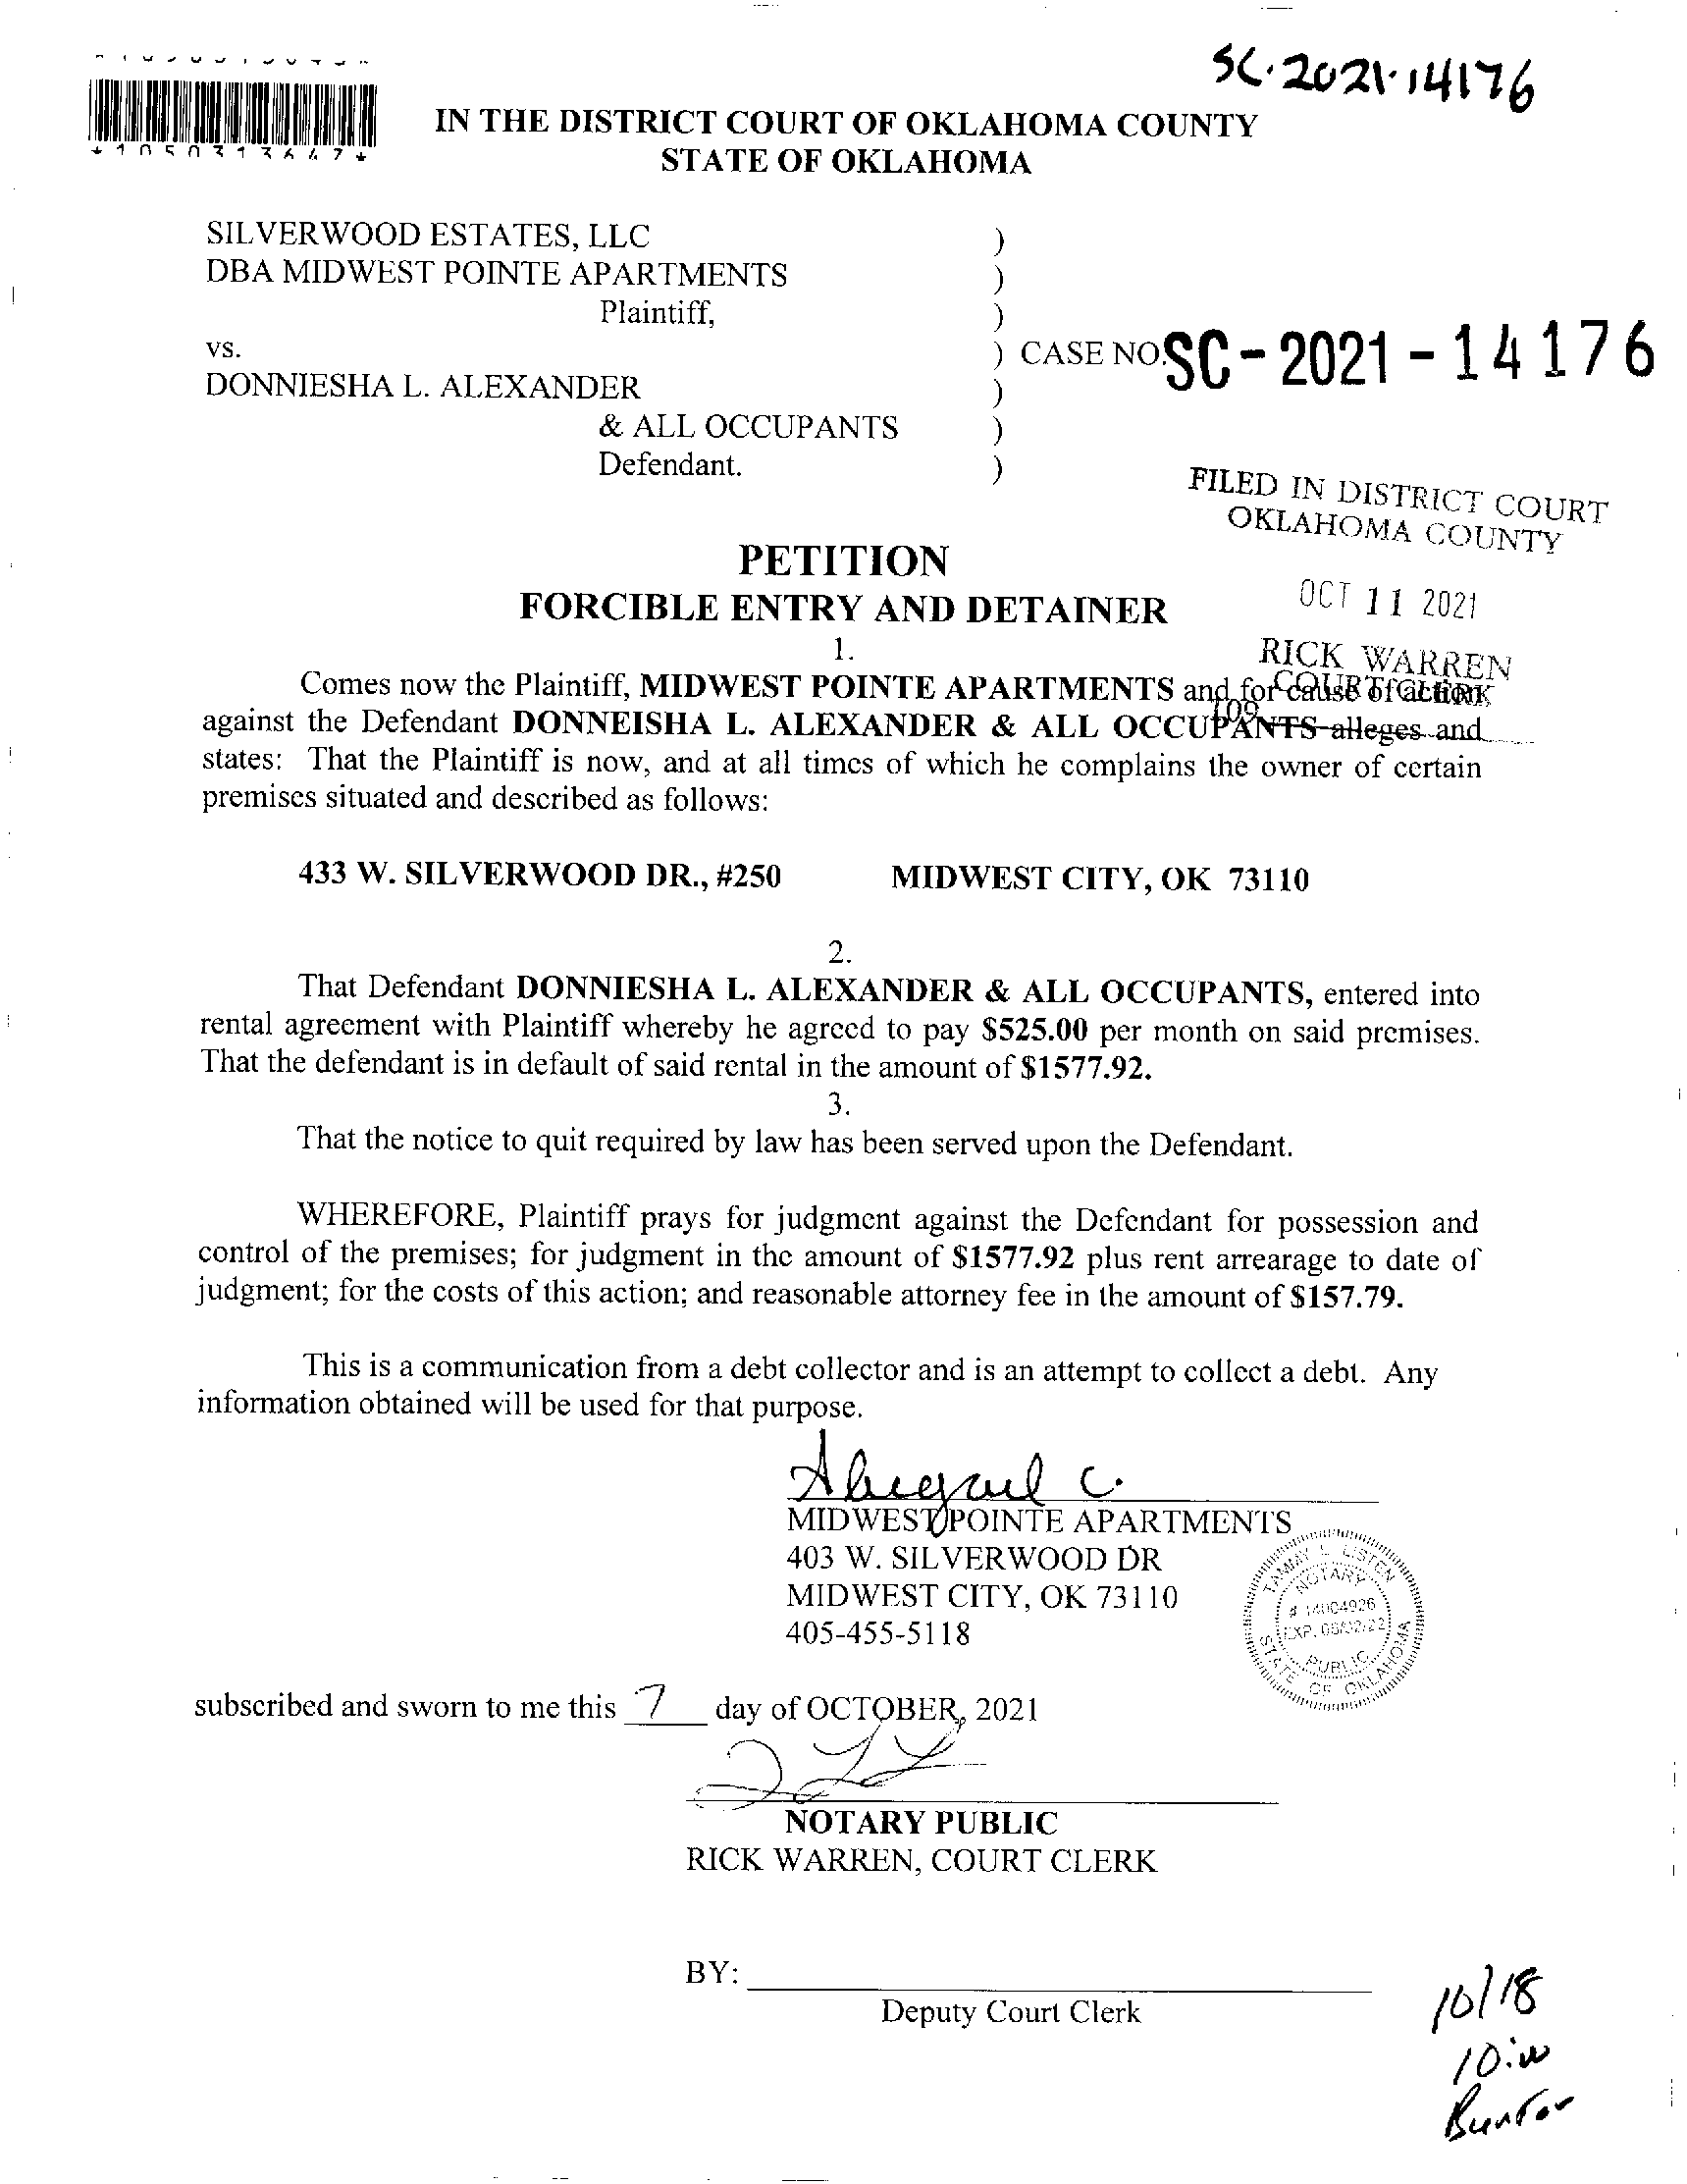 SC-2021-14176
*1050313647*
IN THE DISTRICT COURT OF OKLAHOMA COUNTY
STATE OF OKLAHOMA
SILVERWOOD ESTATES, LLC )
DBA MIDWEST POINTE APARTMENTS )
Plaintiff, )
vs. ) CASE NO. SC-2021-14176
DONNIESHA L. ALEXANDER )
& ALL OCCUPANTS )
Defendant. )
FILED IN DISTRICT COURT
OKLAHOMA COUNTY
OCT 11 2021
RICK WARREN
COURT CLERK
109
PETITION
FORCIBLE ENTRY AND DETAINER
1.
Comes now the Plaintiff, MIDWEST POINTE APARTMENTS and for cause of action
against the Defendant DONNEISHA L. ALEXANDER & ALL OCCUPANTS alleges and
states: That the Plaintiff is now, and at all times of which he complains the owner of certain
premises situated and described as follows:
433 W. SILVERWOOD DR., #250 MIDWEST CITY, OK 73110
2.
That Defendant DONNIESHA L. ALEXANDER & ALL OCCUPANTS, entered into
rental agreement with Plaintiff whereby he agreed to pay $525.00 per month on said premises.
That the defendant is in default of said rental in the amount of $1577.92.
3.
That the notice to quit required by law has been served upon the Defendant.
WHEREFORE, Plaintiff prays for judgment against the Defendant for possession and
control of the premises; for judgment in the amount of $1577.92 plus rent arrearage to date of
judgment; for the costs of this action; and reasonable attorney fee in the amount of $157.79.
This is a communication from a debt collector and is an attempt to collect a debt. Any
information obtained will be used for that purpose.
Abigail C.
MIDWEST POINTE APARTMENTS
403 W. SILVERWOOD DR
MIDWEST CITY, OK 73110
405-455-5118
TAMMY L LISTEN
NOTARY
# 14004926
PUBLIC
STATE OF OKLAHOMA
subscribed and sworn to me this 7 day of OCTOBER, 2021
NOTARY PUBLIC
RICK WARREN, COURT CLERK
BY:
Deputy Court Clerk
10/18